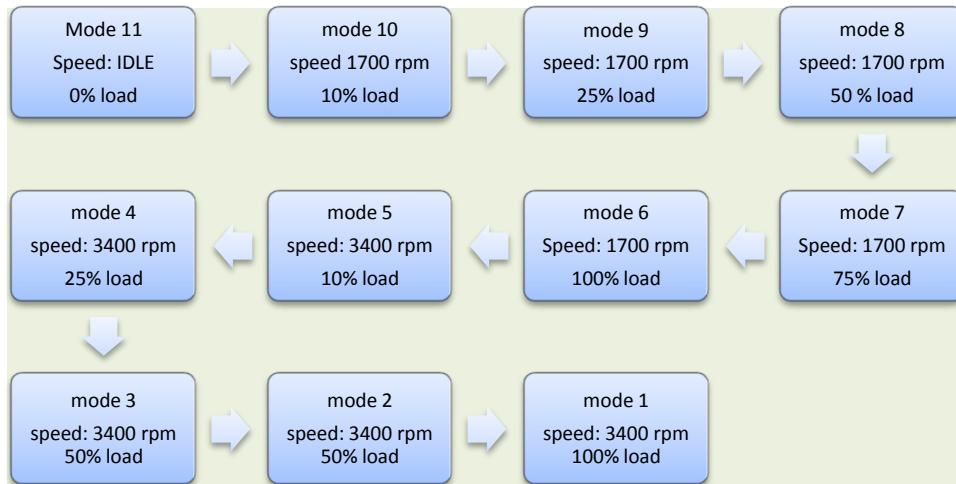 Mode 11
Speed: IDLE
0% load
mode 10
speed 1700 rpm
10% load
mode 9
speed: 1700 rpm
25% load
mode 8
speed: 1700 rpm
50 % load
mode 7
Speed: 1700 rpm
75% load
mode 6
Speed: 1700 rpm
100% load
mode 5
speed: 3400 rpm
10% load
mode 4
speed: 3400 rpm
25% load
mode 3
speed: 3400 rpm
50% load
mode 2
speed: 3400 rpm
50% load
mode 1
speed: 3400 rpm
100% load